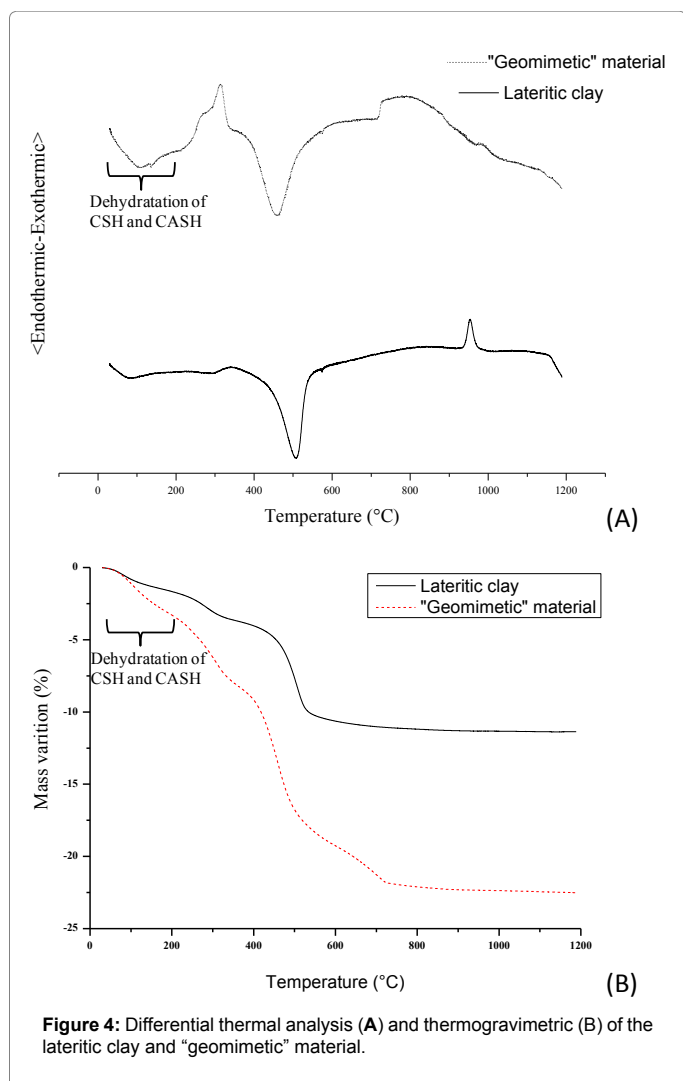 "Geomimetic" material
Lateritic clay
<Endothermic-Exothermic>
Dehydratation of
CSH and CASH
0 200 400 600 800 1000 1200
Temperature (°C)
(A)
0
-5
-10
-15
-20
-25
Mass varition (%)
Lateritic clay
"Geomimetic" material
Dehydratation of
CSH and CASH
0 200 400 600 800 1000 1200
Temperature (°C)
(B)
Figure 4: Differential thermal analysis (A) and thermogravimetric (B) of the
lateritic clay and “geomimetic” material.